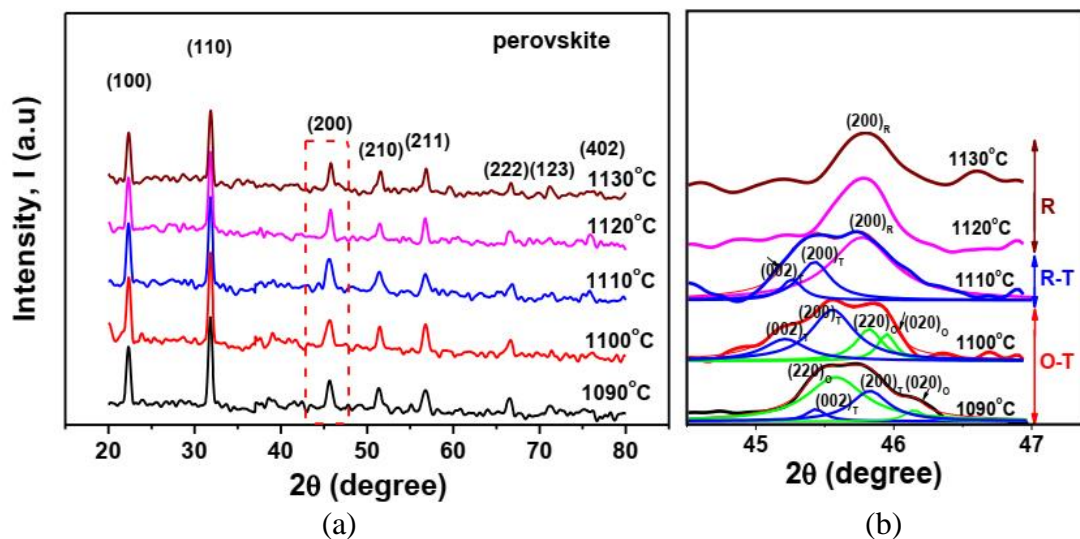 perovskite
(100)
(110)
(200)
(210)
(211)
(222)
(123)
(402)
1130°C
1120°C
1110°C
1100°C
1090°C
Intensity, I (a.u)
20 30 40 50 60 70 80
2θ (degree)
(a)
(200)R
1130°C
R
1120°C
(200)R
(200)T
(002)T
1110°C
R-T
(200)T
(002)T
(220)O
(020)O
1100°C
O-T
(220)O
(200)T
(020)O
(002)T
1090°C
45 46 47
2θ (degree)
(b)